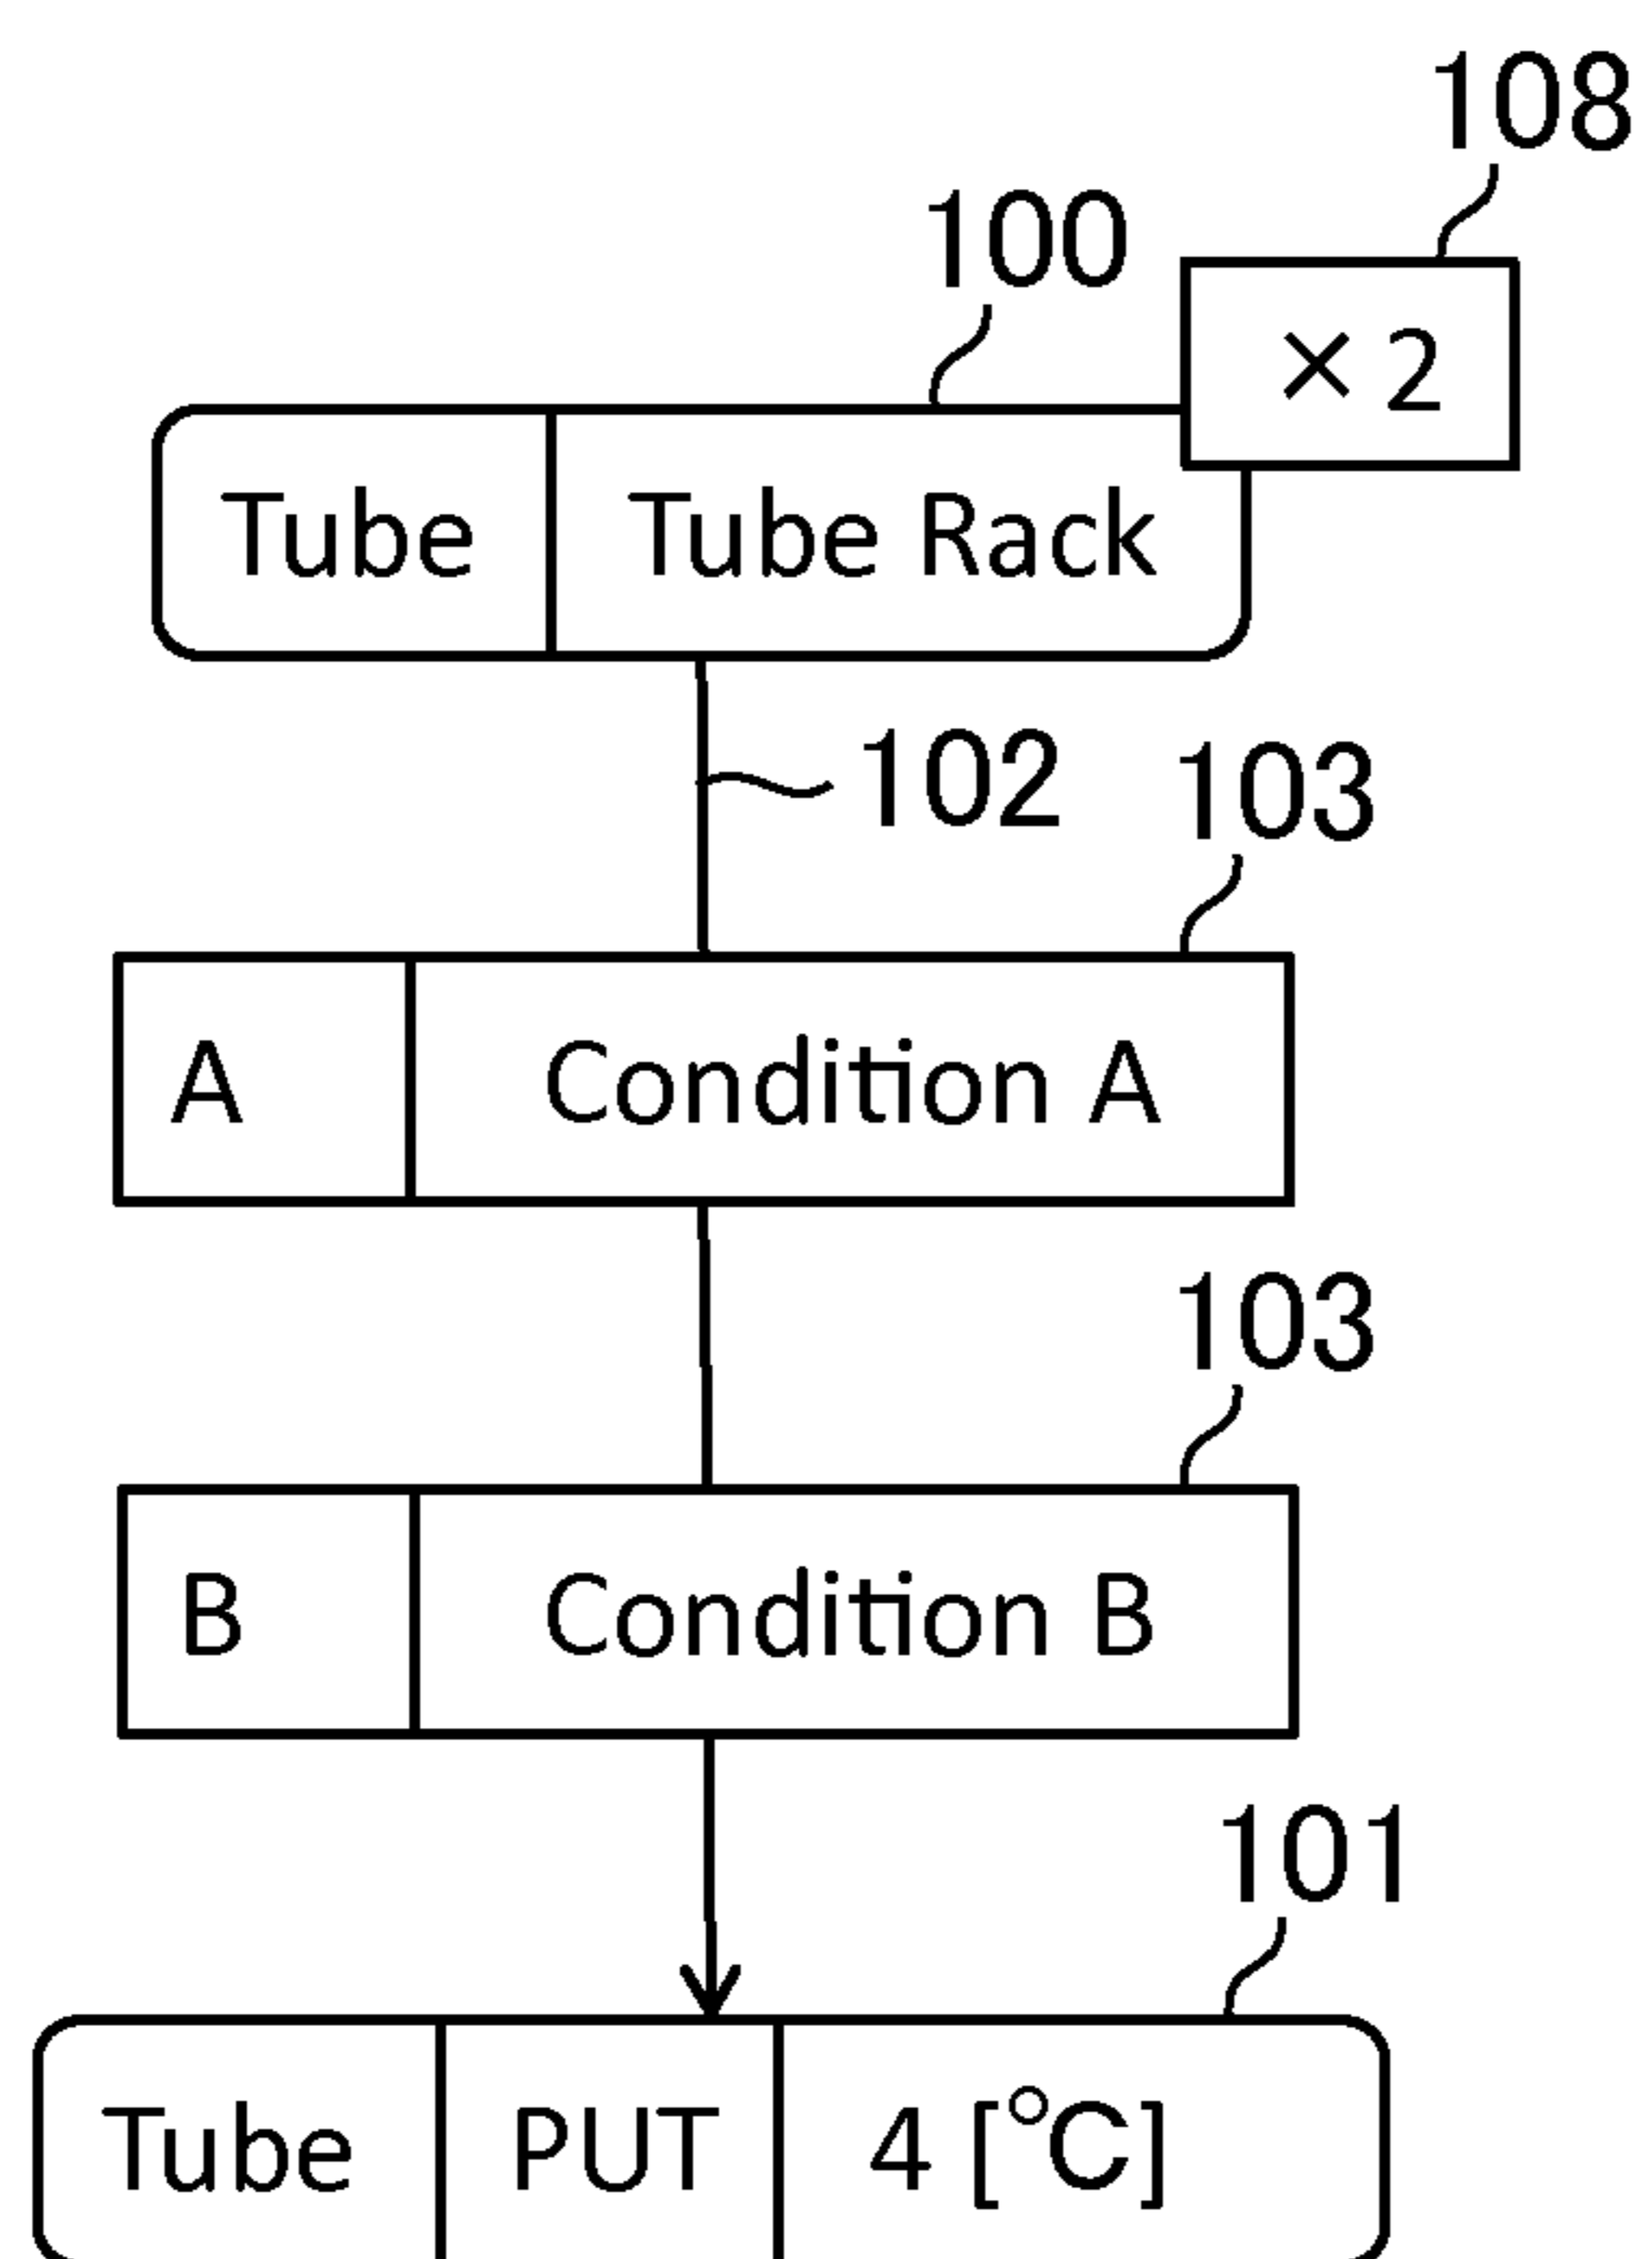 108
100
× 2
Tube Tube Rack
102 103
A Condition A
103
B Condition B
101
Tube PUT 4 [°C]